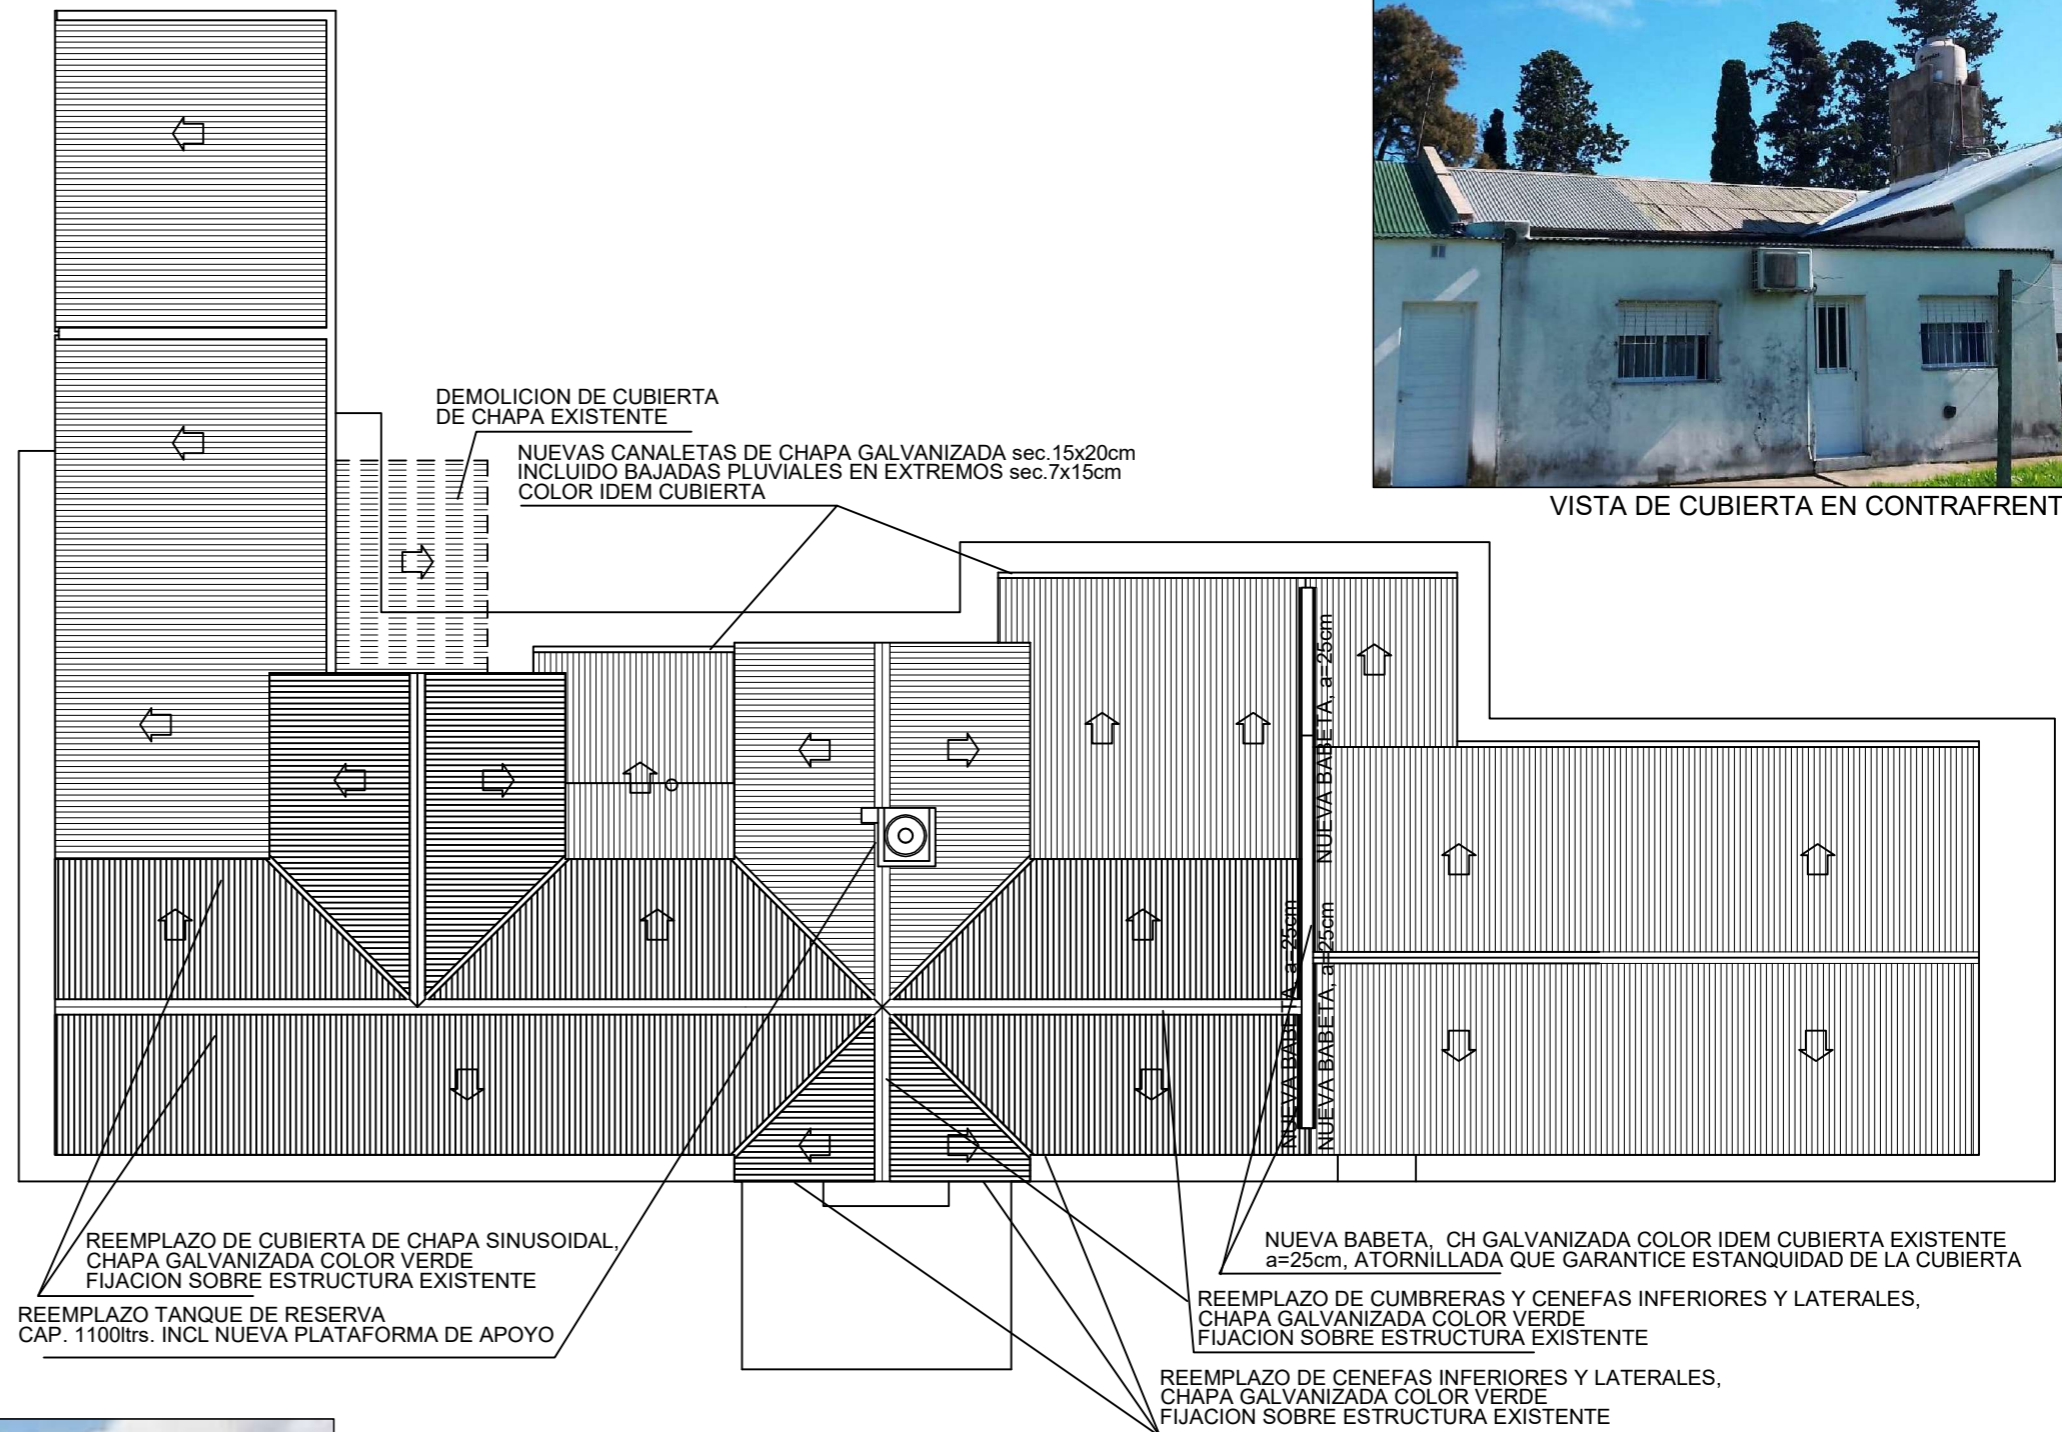 DEMOLICION DE CUBIERTA
DE CHAPA EXISTENTE
NUEVAS CANALETAS DE CHAPA GALVANIZADA sec.15x20cm
INCLUIDO BAJADAS PLUVIALES EN EXTREMOS sec.7x15cm
COLOR IDEM CUBIERTA
VISTA DE CUBIERTA EN CONTRAFRENT
NUEVA BABETA, a=25cm
NUEVA BABETA, a=25cm
NUEVA BABETA, a=25cm
REEMPLAZO DE CUBIERTA DE CHAPA SINUSOIDAL,
CHAPA GALVANIZADA COLOR VERDE
FIJACION SOBRE ESTRUCTURA EXISTENTE
REEMPLAZO TANQUE DE RESERVA
CAP. 1100ltrs. INCL NUEVA PLATAFORMA DE APOYO
NUEVA BABETA, CH GALVANIZADA COLOR IDEM CUBIERTA EXISTENTE
a=25cm, ATORNILLADA QUE GARANTICE ESTANQUIDAD DE LA CUBIERTA
REEMPLAZO DE CUMBRERAS Y CENEFAS INFERIORES Y LATERALES,
CHAPA GALVANIZADA COLOR VERDE
FIJACION SOBRE ESTRUCTURA EXISTENTE
REEMPLAZO DE CENEFAS INFERIORES Y LATERALES,
CHAPA GALVANIZADA COLOR VERDE
FIJACION SOBRE ESTRUCTURA EXISTENTE